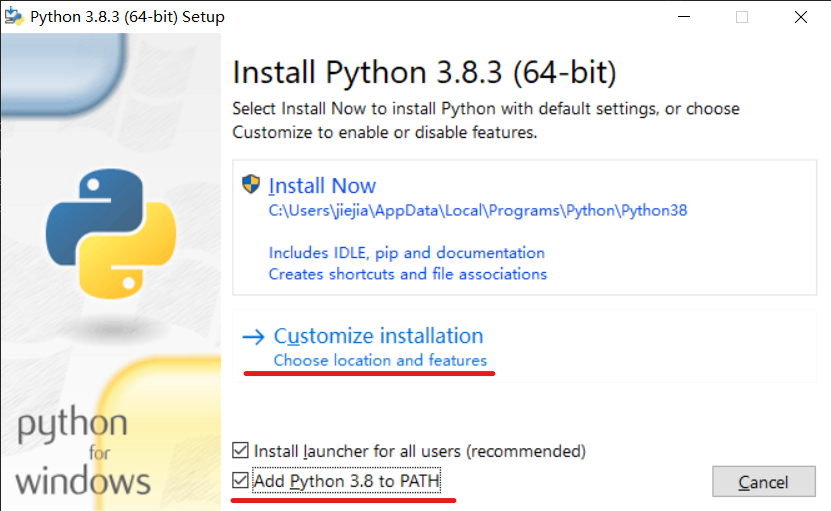 Python 3.8.3 (64-bit) Setup
Install Python 3.8.3 (64-bit)
Select Install Now to install Python with default settings, or choose
Customize to enable or disable features.
Install Now
C:\Users\jiejia\AppData\Local\Programs\Python\Python38
Includes IDLE, pip and documentation
Creates shortcuts and file associations
Customize installation
Choose location and features
python
for
windows
Install launcher for all users (recommended)
Add Python 3.8 to PATH
Cancel